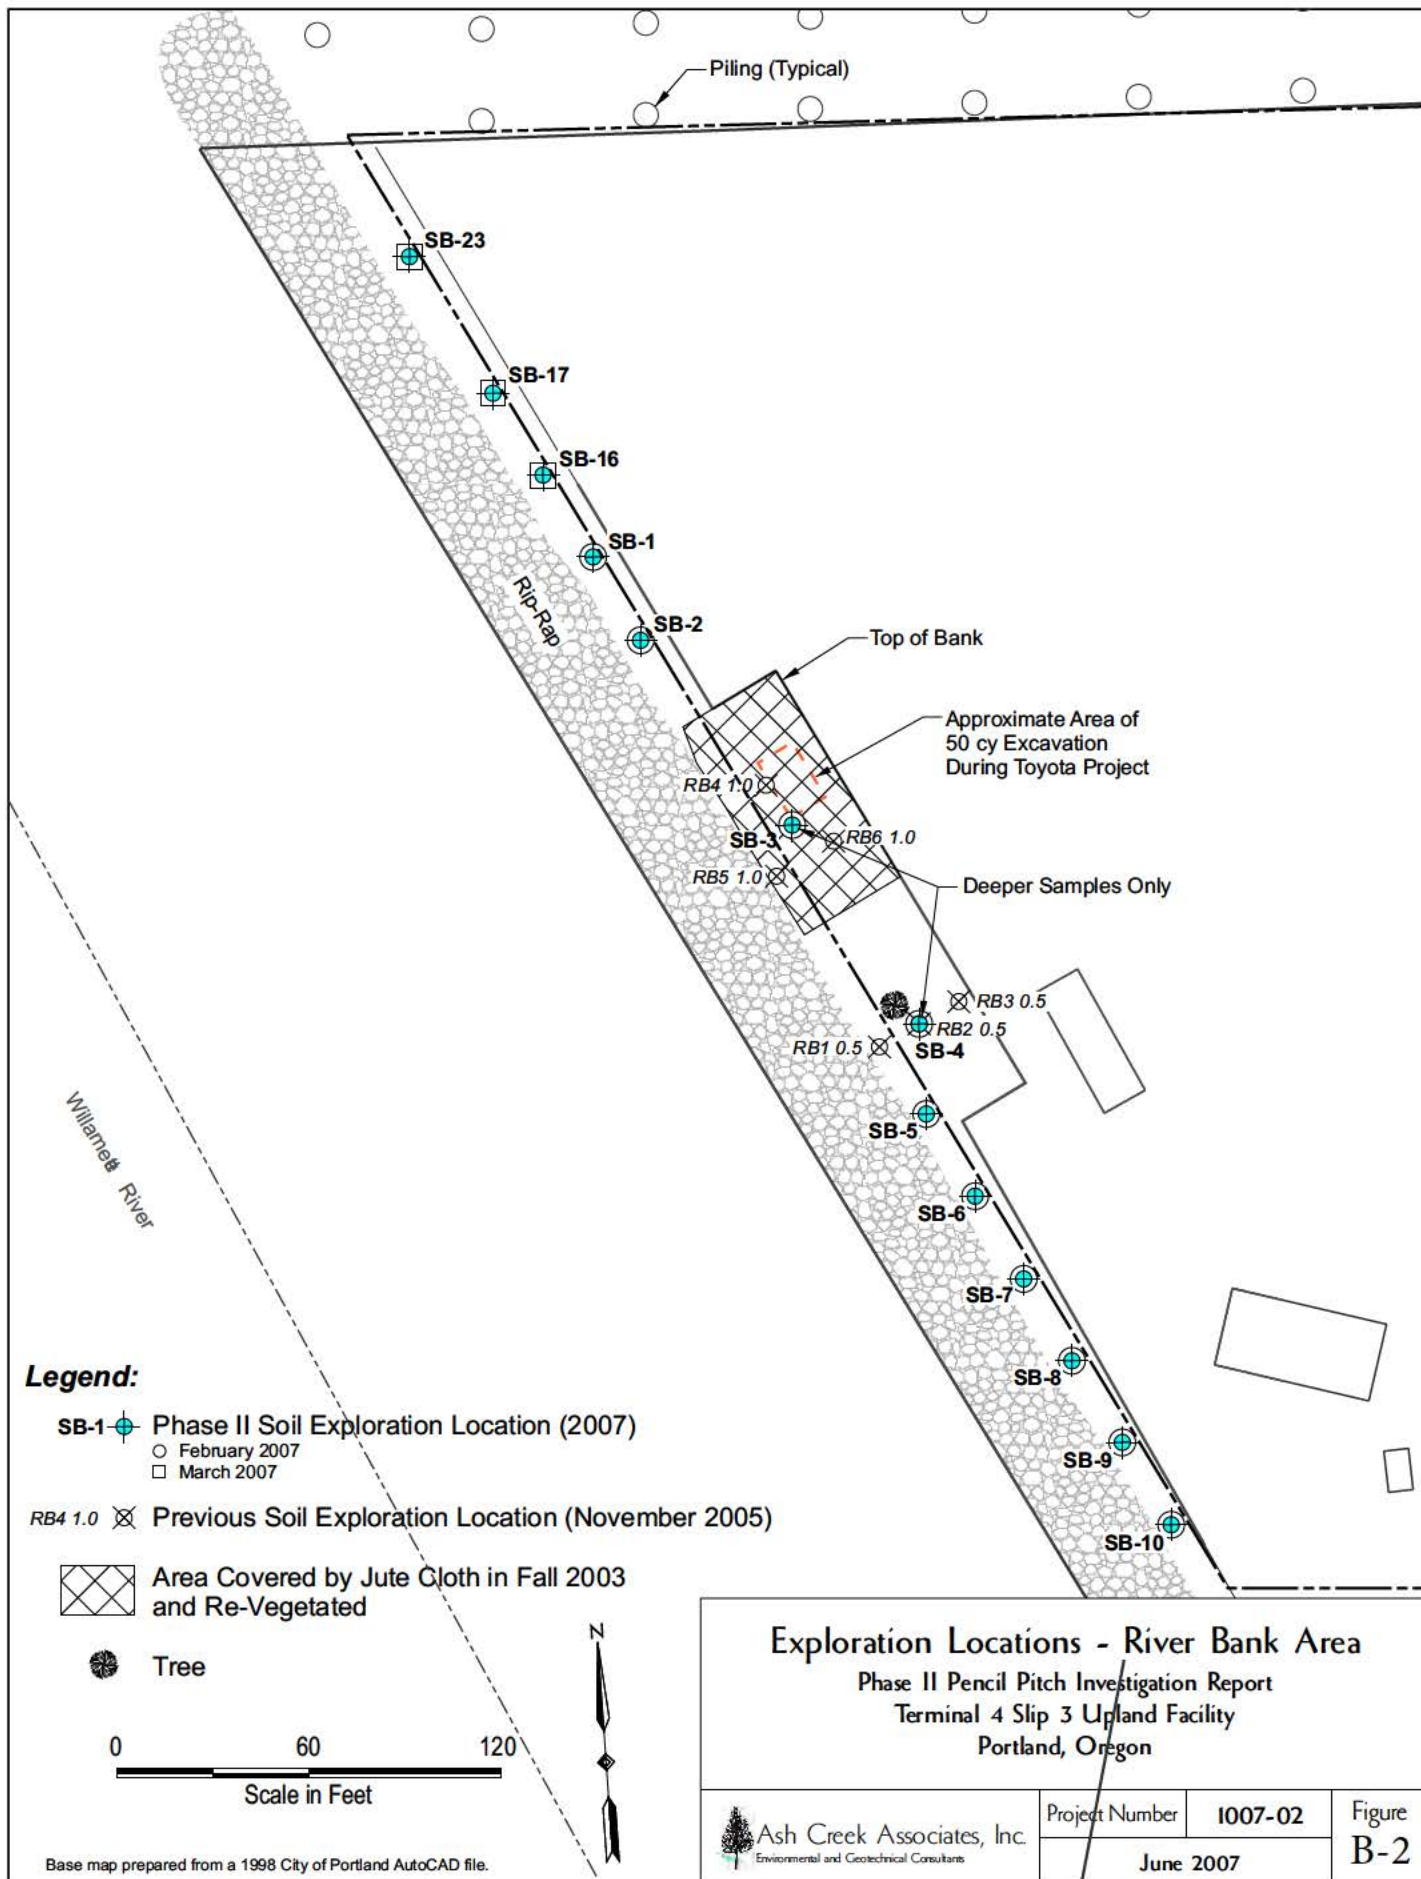 Piling (Typical)
SB-23
SB-17
SB-16
SB-1
Rip-Rap
SB-2
Top of Bank
Approximate Area of
50 cy Excavation
During Toyota Project
RB4 1.0
SB-3
RB6 1.0
RB5 1.0
Deeper Samples Only
RB3 0.5
RB2 0.5
RB1 0.5
SB-4
Willamette River
SB-5
SB-6
SB-7
SB-8
SB-9
SB-10
Legend:
SB-1 Phase II Soil Exploration Location (2007)
February 2007
March 2007
RB4 1.0 Previous Soil Exploration Location (November 2005)
Area Covered by Jute Cloth in Fall 2003
and Re-Vegetated
Tree
N
0 60 120
Scale in Feet
Base map prepared from a 1998 City of Portland AutoCAD file.
Exploration Locations - River Bank Area
Phase II Pencil Pitch Investigation Report
Terminal 4 Slip 3 Upland Facility
Portland, Oregon
Ash Creek Associates, Inc.
Environmental and Geotechnical Consultants
Project Number 1007-02
June 2007
Figure
B-2